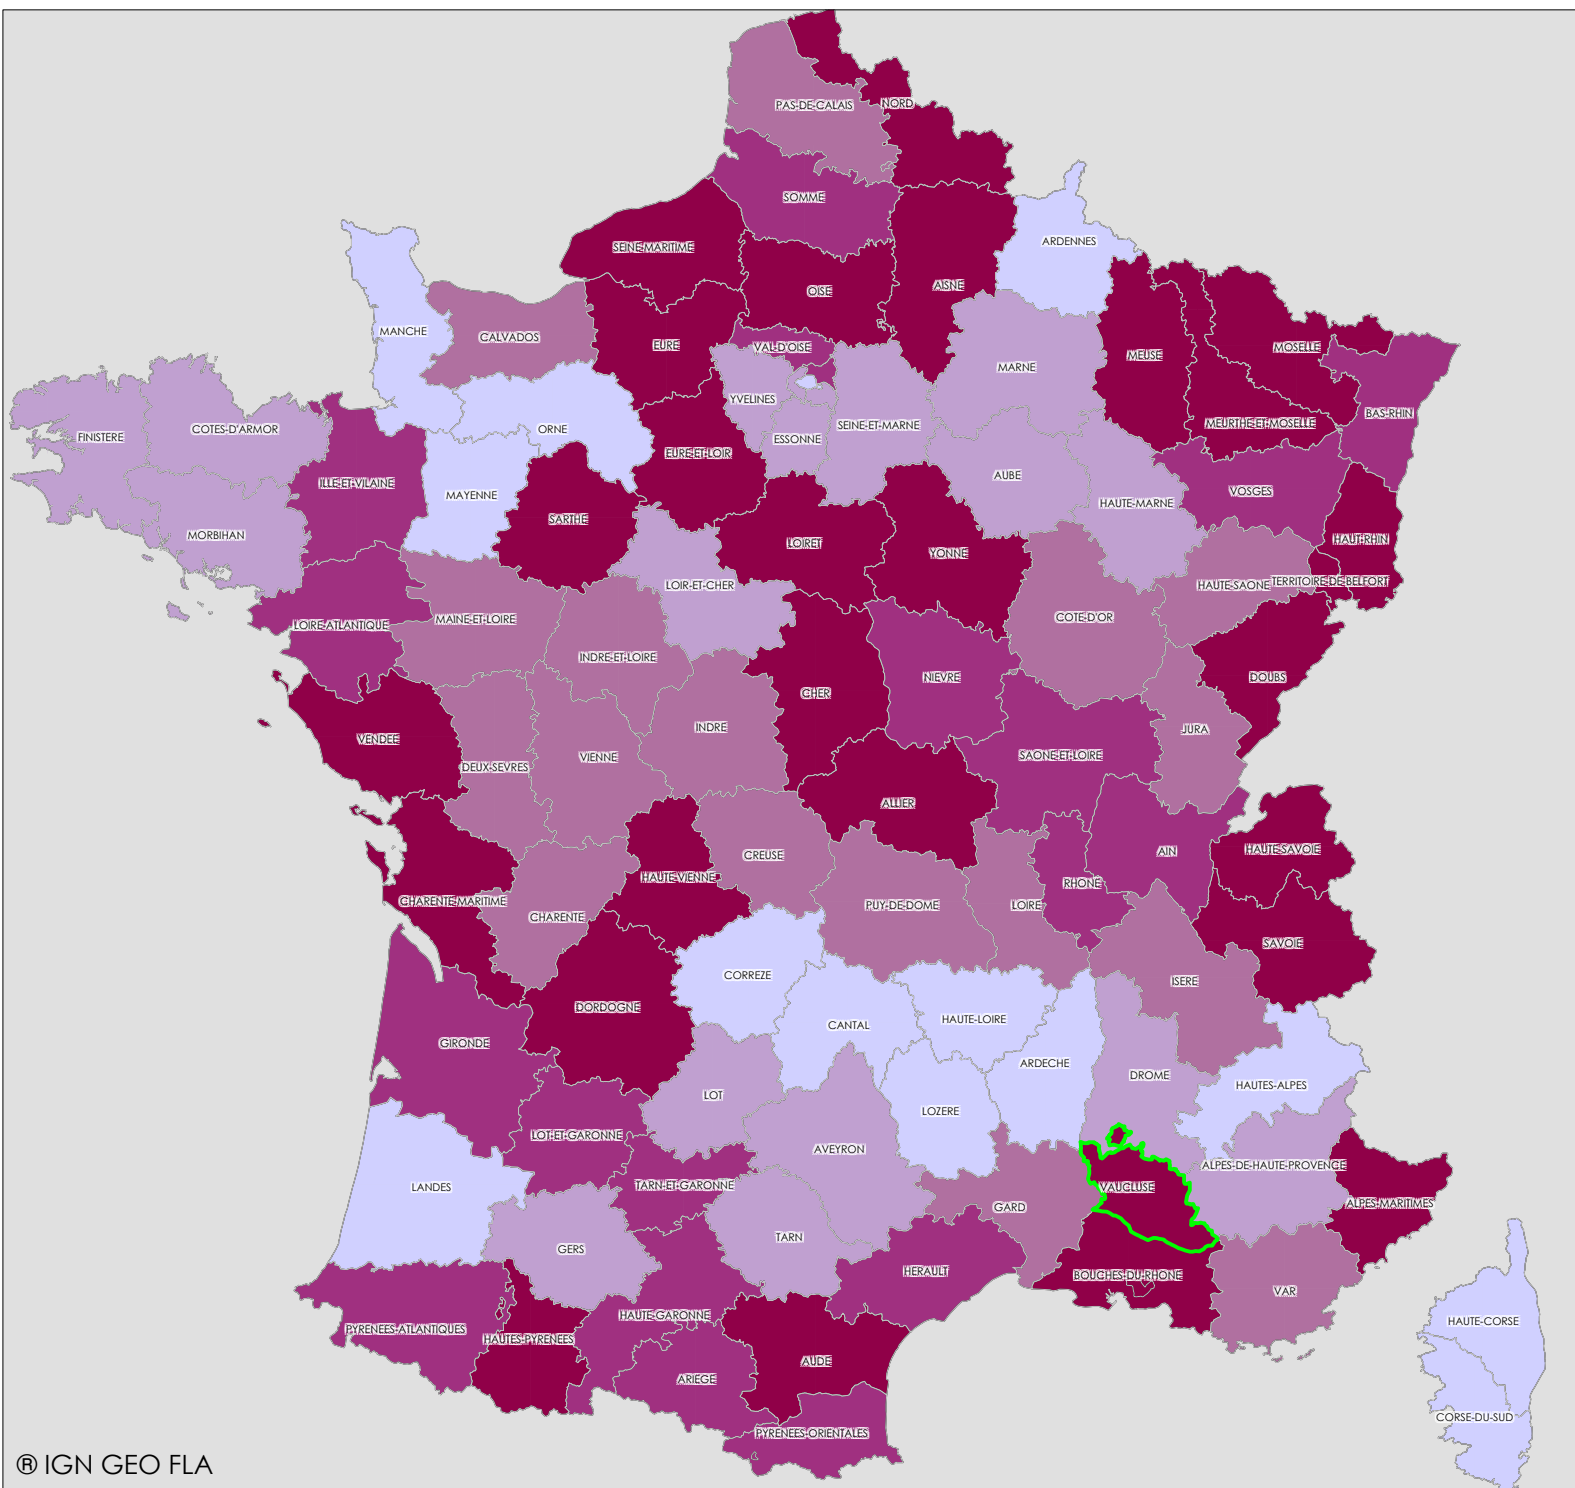 PAS-DE-CALAIS
NORD
SOMME
SEINE-MARITIME
ARDENNES
OISE
AISNE
MANCHE
CALVADOS
EURE
VAL-D'OISE
MEUSE
MOSELLE
MARNE
YVELINES
BAS-RHIN
FINISTERE
COTES-D'ARMOR
ORNE
ESSONNE
SEINE-ET-MARNE
MEURTHE-ET-MOSELLE
EURE-ET-LOIR
ILLE-ET-VILAINE
MAYENNE
AUBE
HAUTE-MARNE
VOSGES
MORBIHAN
SARTHE
LOIRET
YONNE
HAUT-RHIN
LOIR-ET-CHER
HAUTE-SAONE
TERRITOIRE-DE-BELFORT
LOIRE-ATLANTIQUE
MAINE-ET-LOIRE
COTE-D'OR
INDRE-ET-LOIRE
NIEVRE
DOUBS
CHER
VENDEE
INDRE
JURA
DEUX-SEVRES
VIENNE
SAONE-ET-LOIRE
ALLIER
CREUSE
AIN
HAUTE-SAVOIE
HAUTE-VIENNE
RHONE
CHARENTE-MARITIME
CHARENTE
PUY-DE-DOME
LOIRE
SAVOIE
CORREZE
ISERE
DORDOGNE
CANTAL
HAUTE-LOIRE
GIRONDE
ARDECHE
DROME
HAUTES-ALPES
LOT
LOZERE
LOT-ET-GARONNE
AVEYRON
ALPES-DE-HAUTE-PROVENCE
LANDES
TARN-ET-GARONNE
VAUCLUSE
GARD
ALPES-MARITIMES
GERS
TARN
HERAULT
BOUCHES-DU-RHONE
VAR
HAUTE-GARONNE
HAUTE-CORSE
PYRENEES-ATLANTIQUES
HAUTES-PYRENEES
AUDE
ARIEGE
CORSE-DU-SUD
PYRENEES-ORIENTALES
® IGN GEO FLA